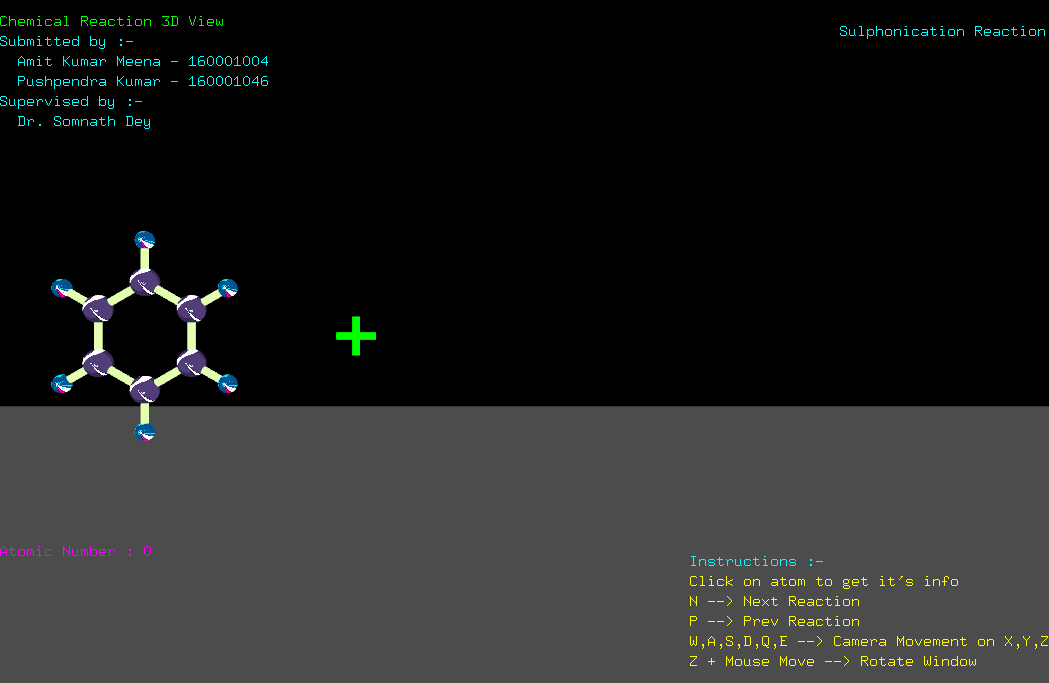 Chemical Reaction 3D View
Submitted by :-
Amit Kumar Meena - 160001004
Pushpendra Kumar - 160001046
Supervised by :-
Dr. Somnath Dey
Sulphonication Reaction
Atomic Number : 0
Instructions :-
Click on atom to get it's info
N --> Next Reaction
P --> Prev Reaction
W,A,S,D,Q,E --> Camera Movement on X,Y,Z
Z + Mouse Move --> Rotate Window